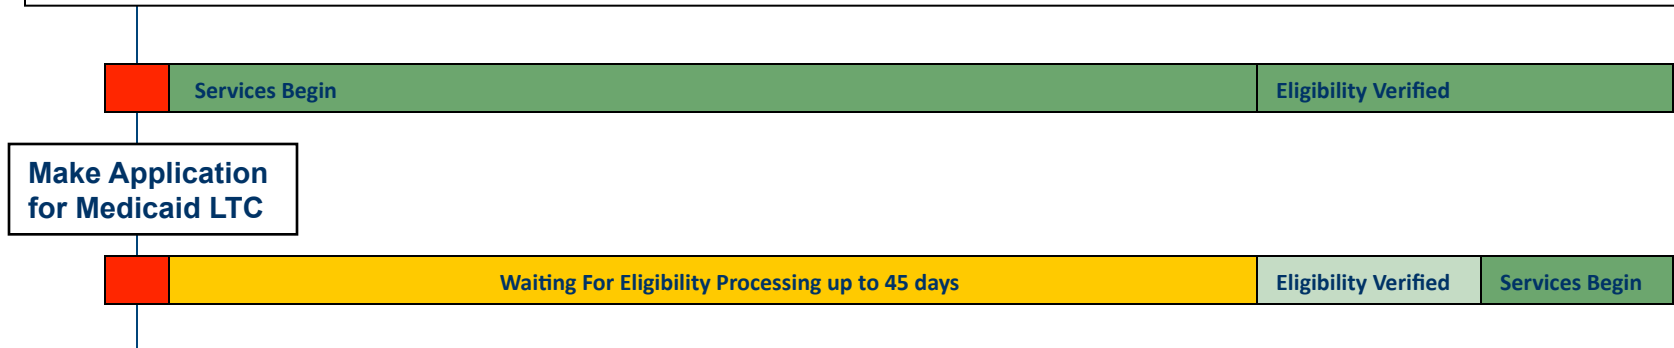 Services Begin
Eligibility Verified
Make Application
for Medicaid LTC
Waiting For Eligibility Processing up to 45 days
Eligibility Verified
Services Begin